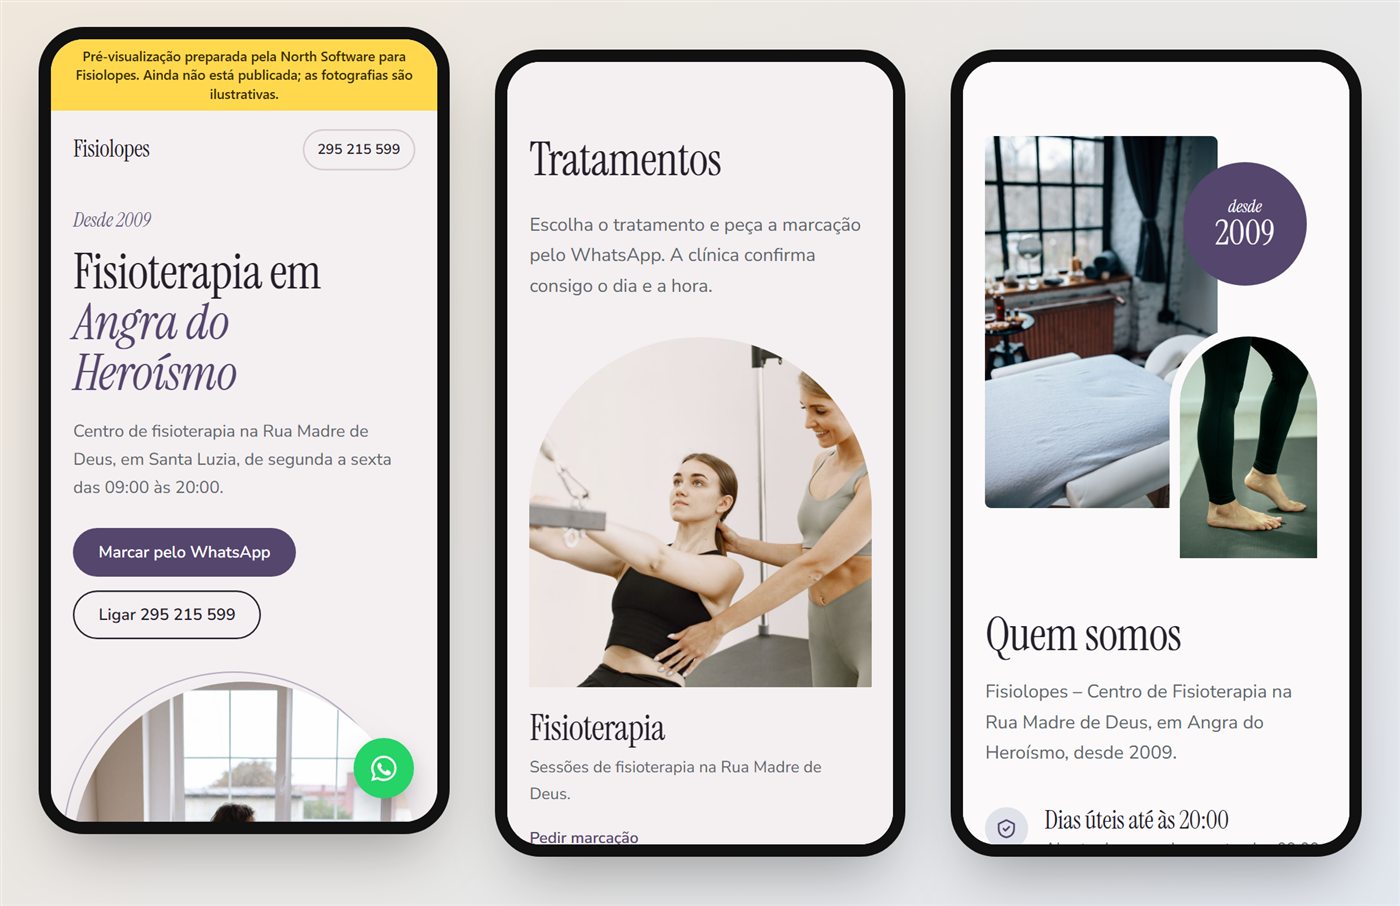 Pré-visualização preparada pela North Software para
Fisiolopes. Ainda não está publicada; as fotografias são
ilustrativas.
Fisiolopes
295 215 599
Desde 2009
Fisioterapia em
Angra do
Heroísmo
Centro de fisioterapia na Rua Madre de
Deus, em Santa Luzia, de segunda a sexta
das 09:00 às 20:00.
Marcar pelo WhatsApp
Ligar 295 215 599
Tratamentos
Escolha o tratamento e peça a marcação
pelo WhatsApp. A clínica confirma
consigo o dia e a hora.
Fisioterapia
Sessões de fisioterapia na Rua Madre de
Deus.
Pedir marcação
desde
2009
Quem somos
Fisiolopes – Centro de Fisioterapia na
Rua Madre de Deus, em Angra do
Heroísmo, desde 2009.
Dias úteis até às 20:00